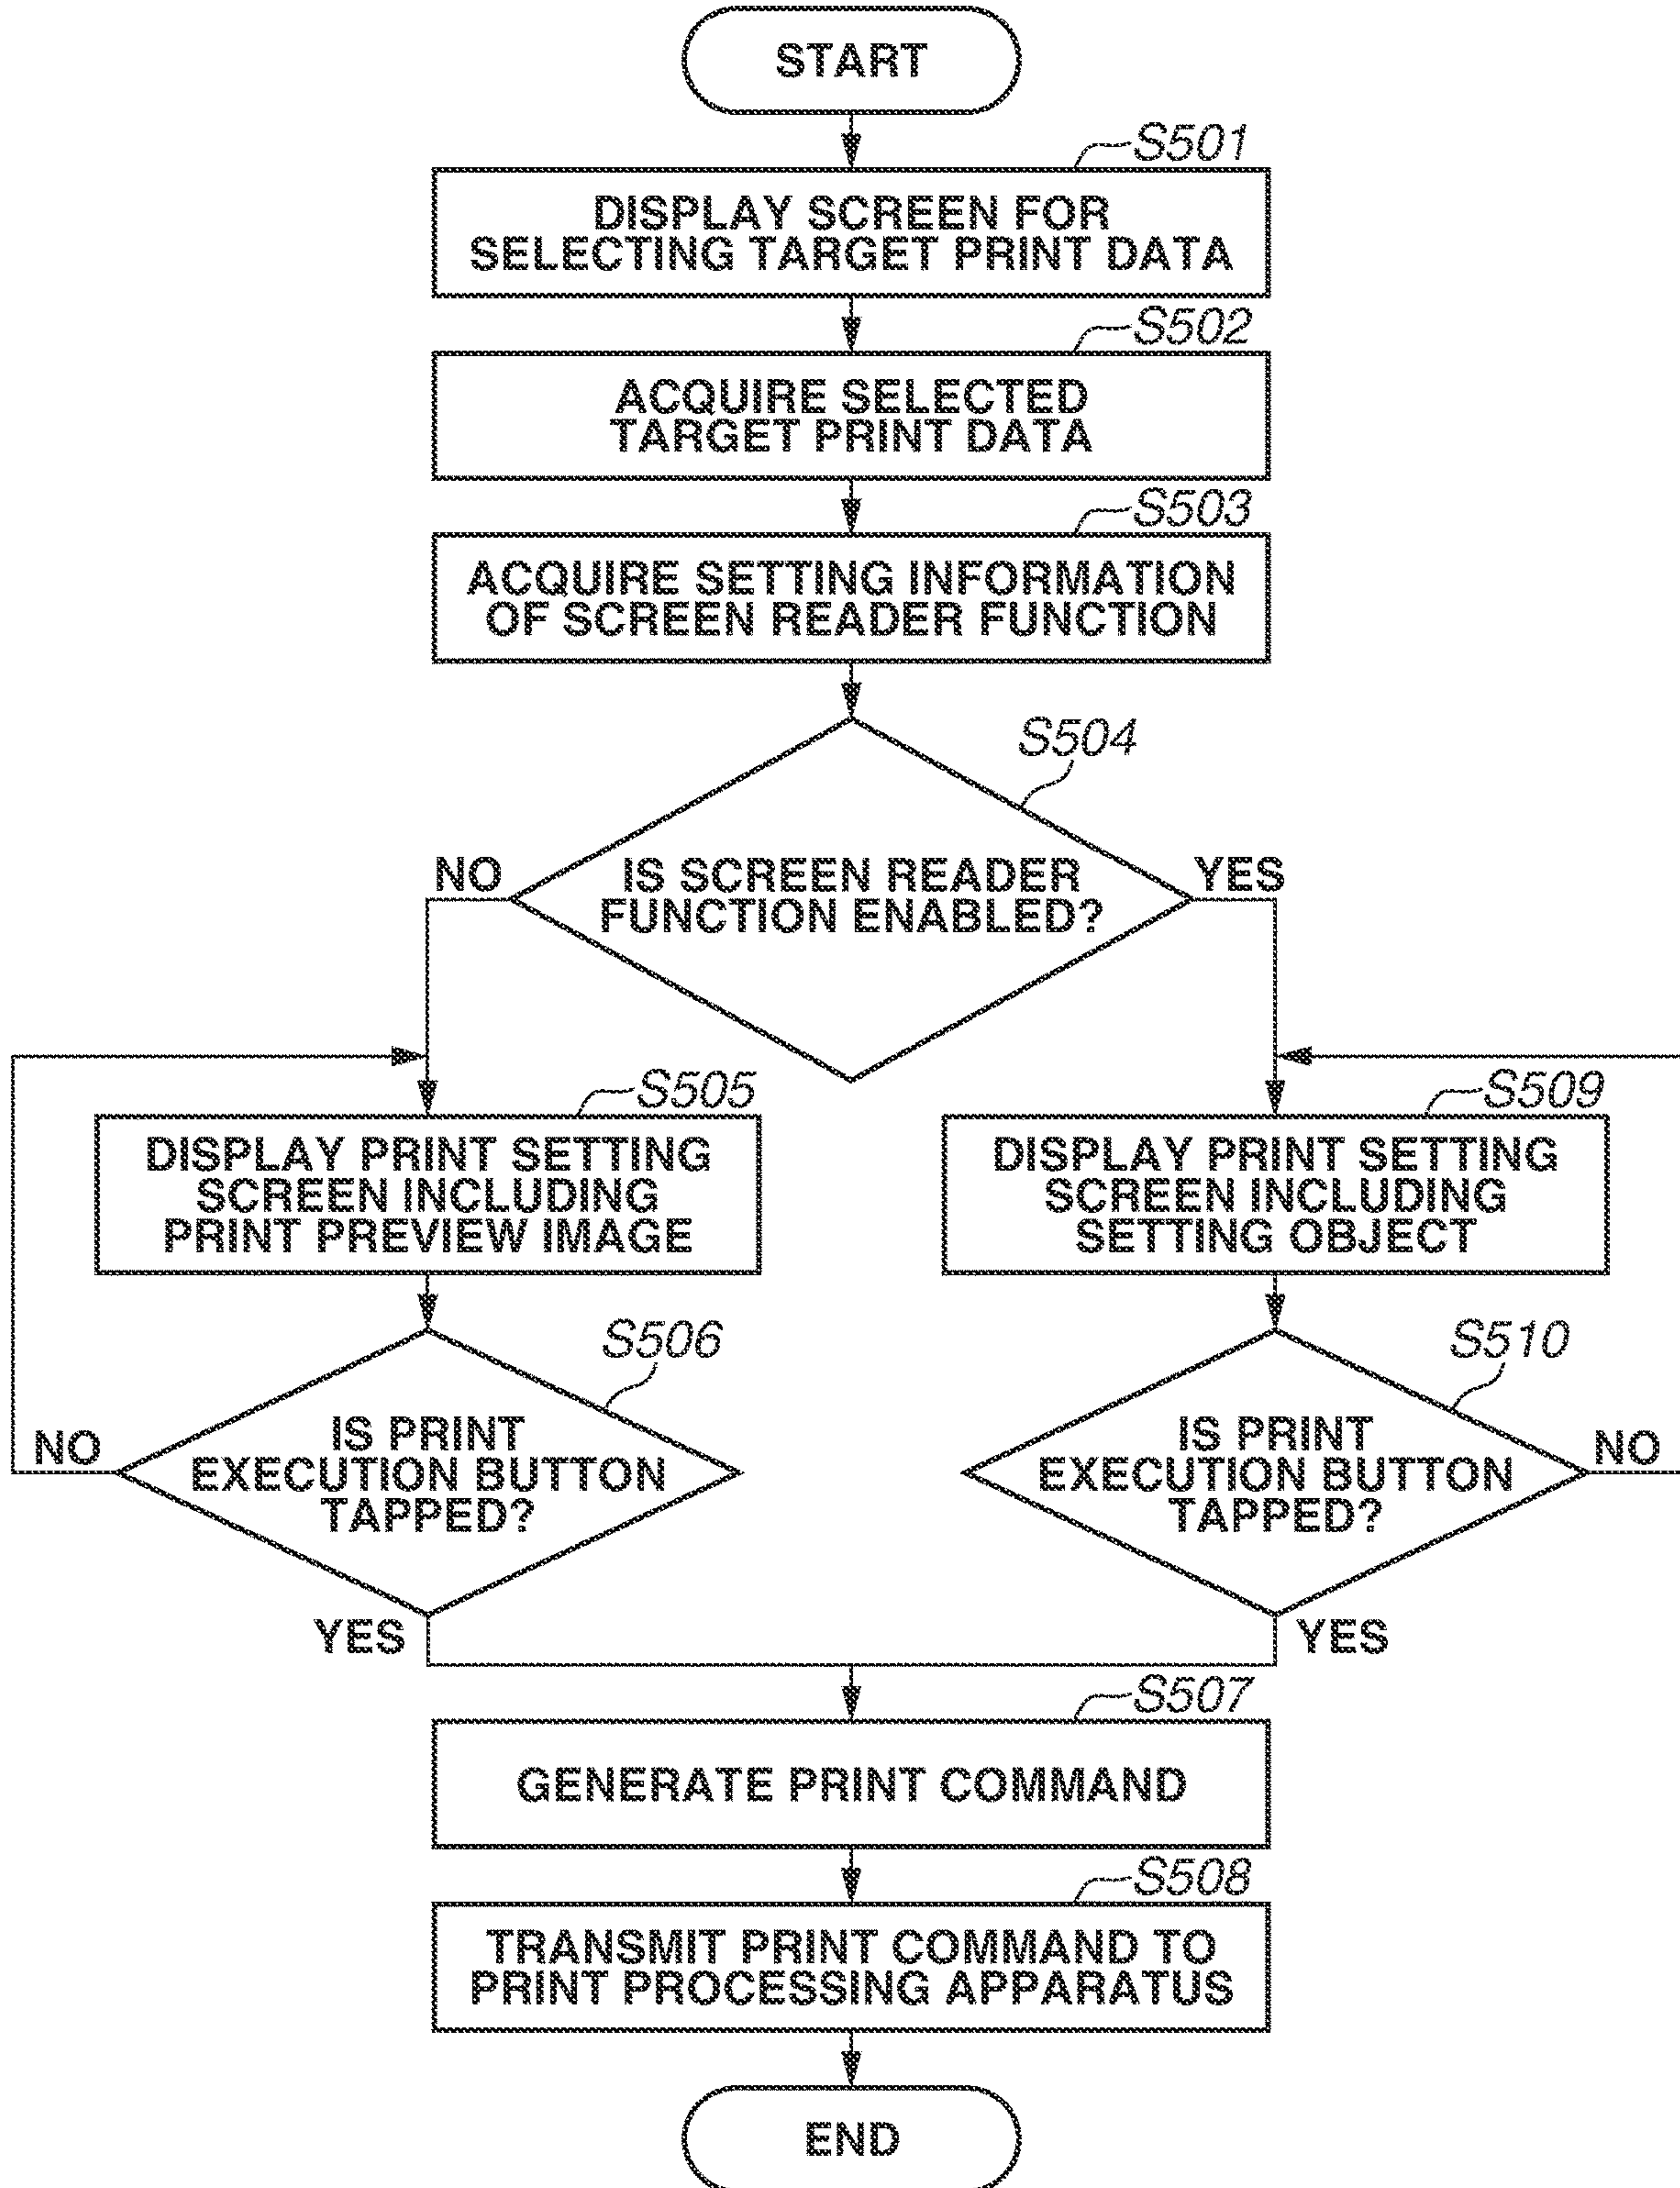 START
S501
DISPLAY SCREEN FOR
SELECTING TARGET PRINT DATA
S502
ACQUIRE SELECTED
TARGET PRINT DATA
S503
ACQUIRE SETTING INFORMATION
OF SCREEN READER FUNCTION
S504
NO
IS SCREEN READER
FUNCTION ENABLED?
YES
S505
DISPLAY PRINT SETTING
SCREEN INCLUDING
PRINT PREVIEW IMAGE
S509
DISPLAY PRINT SETTING
SCREEN INCLUDING
SETTING OBJECT
S506
NO
IS PRINT
EXECUTION BUTTON
TAPPED?
YES
S510
IS PRINT
EXECUTION BUTTON
TAPPED?
NO
YES
S507
GENERATE PRINT COMMAND
S508
TRANSMIT PRINT COMMAND TO
PRINT PROCESSING APPARATUS
END